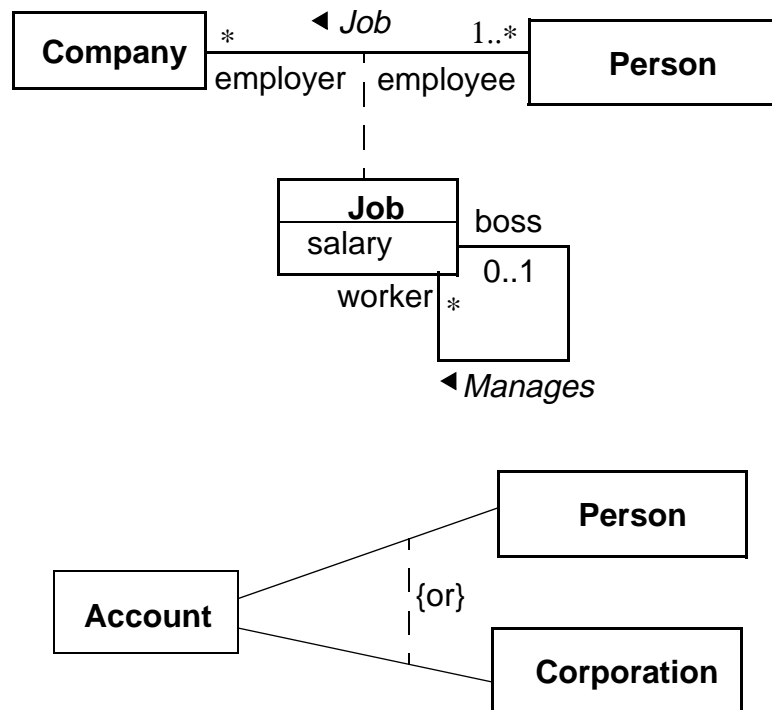 * ◄ Job 1..*
Company Person
employer employee
Job
salary
boss
0..1
worker *
◄ Manages
Person
Account {or}
Corporation